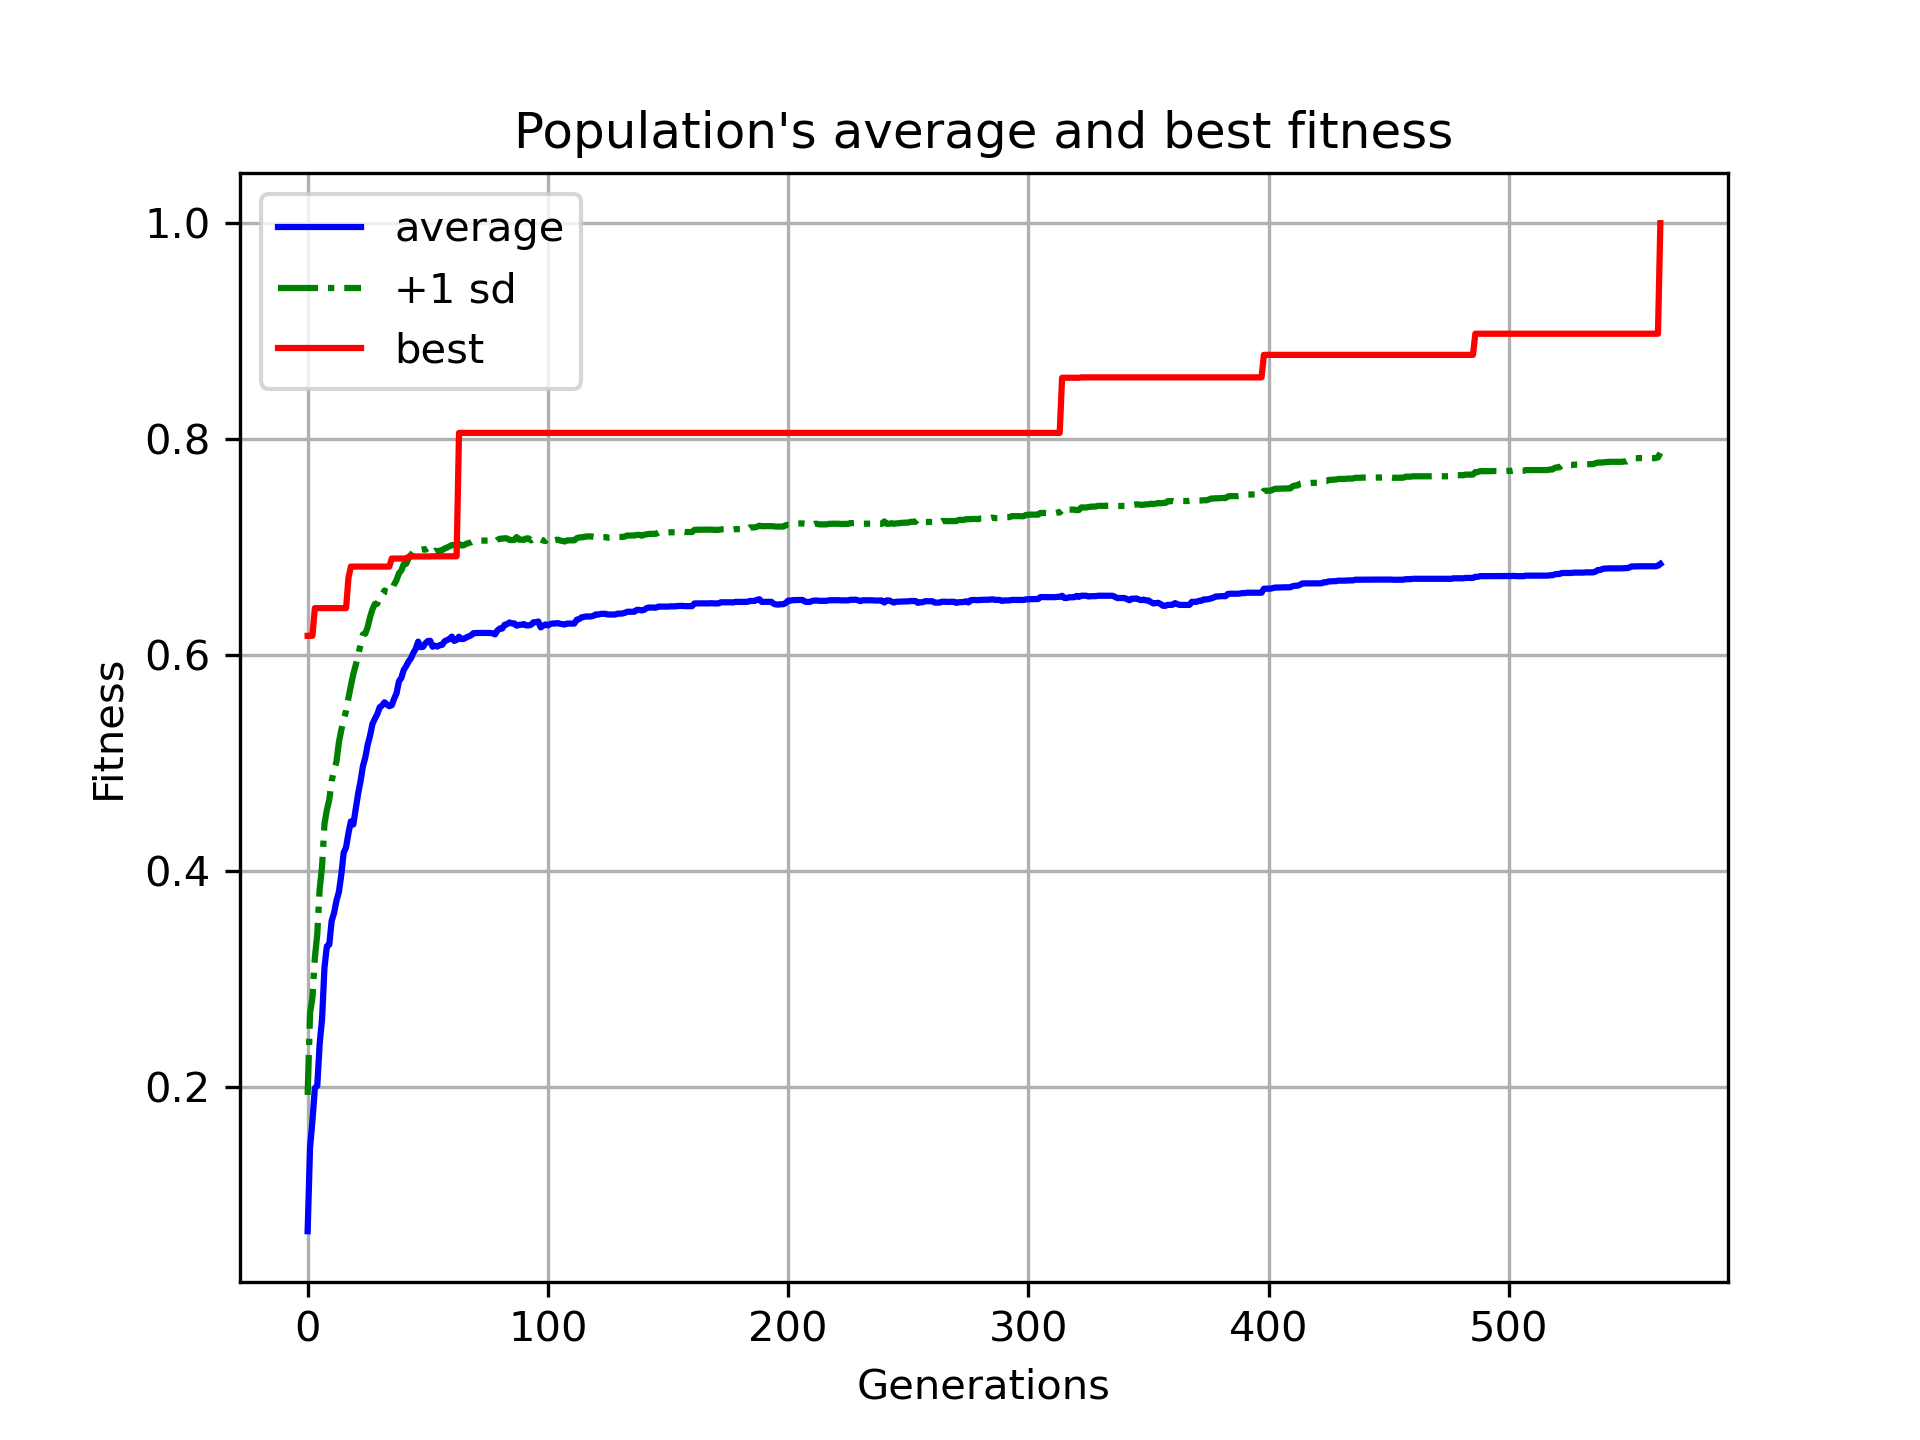 Population's average and best fitness
average
+1 sd
best
1.0
0.8
0.6
0.4
0.2
Fitness
0 100 200 300 400 500
Generations